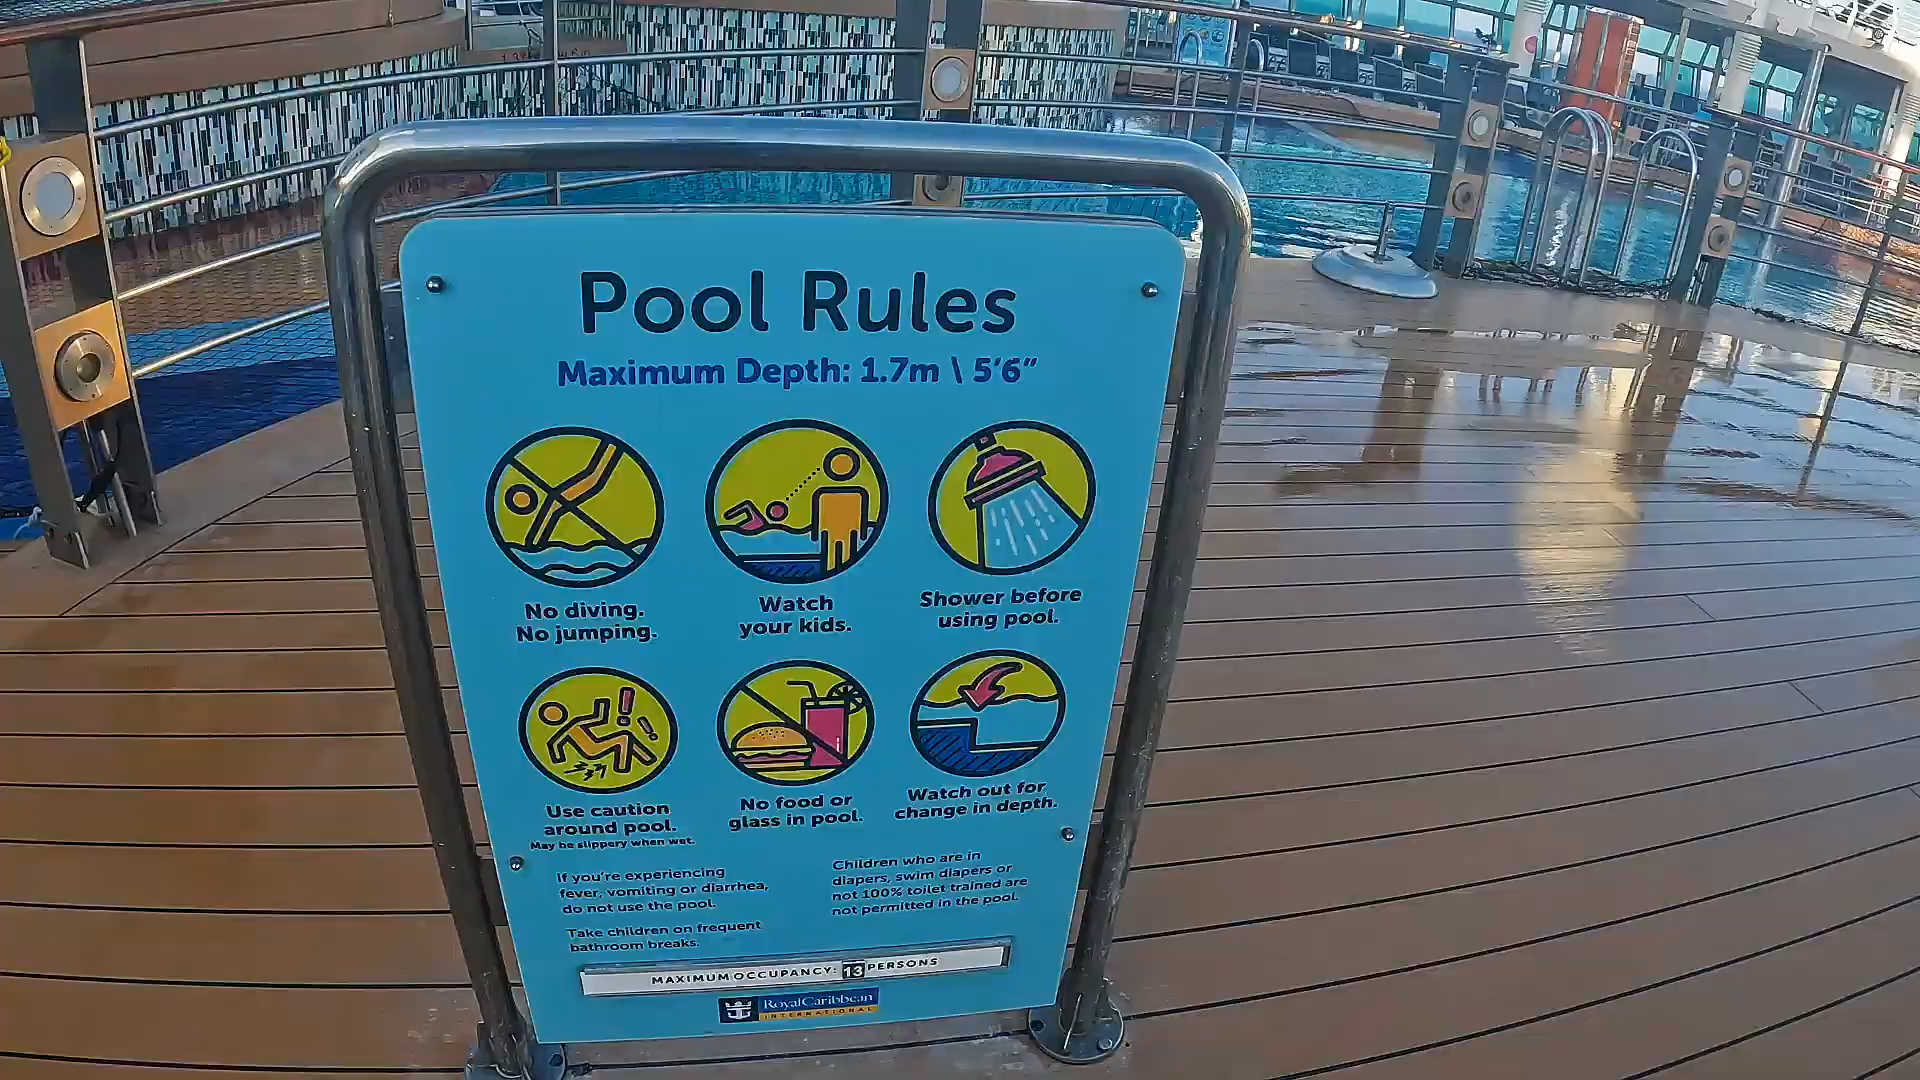 Pool Rules
Maximum Depth: 1.7m \ 5'6"
No diving.
No jumping.
Watch
your kids.
Shower before
using pool.
Use caution
around pool.
May be slippery when wet.
No food or
glass in pool.
Watch out for
change in depth.
If you're experiencing
fever, vomiting or diarrhea,
do not use the pool.
Take children on frequent
bathroom breaks.
Children who are in
diapers, swim diapers or
not 100% toilet trained are
not permitted in the pool.
MAXIMUM OCCUPANCY: 13 PERSONS
RoyalCaribbean
INTERNATIONAL